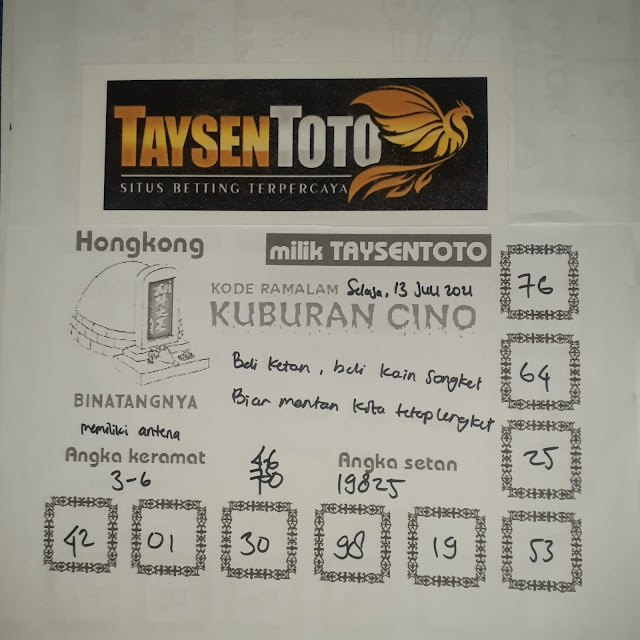 TAYSENTOTO
SITUS BETTING TERPERCAYA
Hongkong
milik TAYSENTOTO
KODE RAMALAM Selasa, 13 Juli 2021
KUBURAN CINO
76
Beli ketan, beli kain songket
Biar mantan kita tetap lengket
64
BINATANGNYA
memiliki antena
Angka keramat
3-6
46
70
Angka setan
19825
25
42 01 30 98 19 53